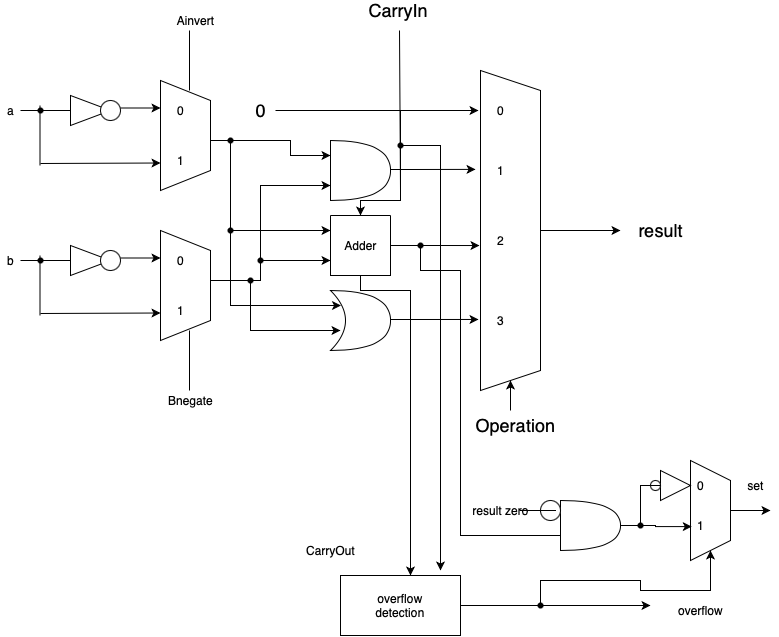 CarryIn
Ainvert
a
0
1
0
0
1
2
3
Adder
result
b
0
1
Bnegate
Operation
result zero
0
1
set
CarryOut
overflow
detection
overflow